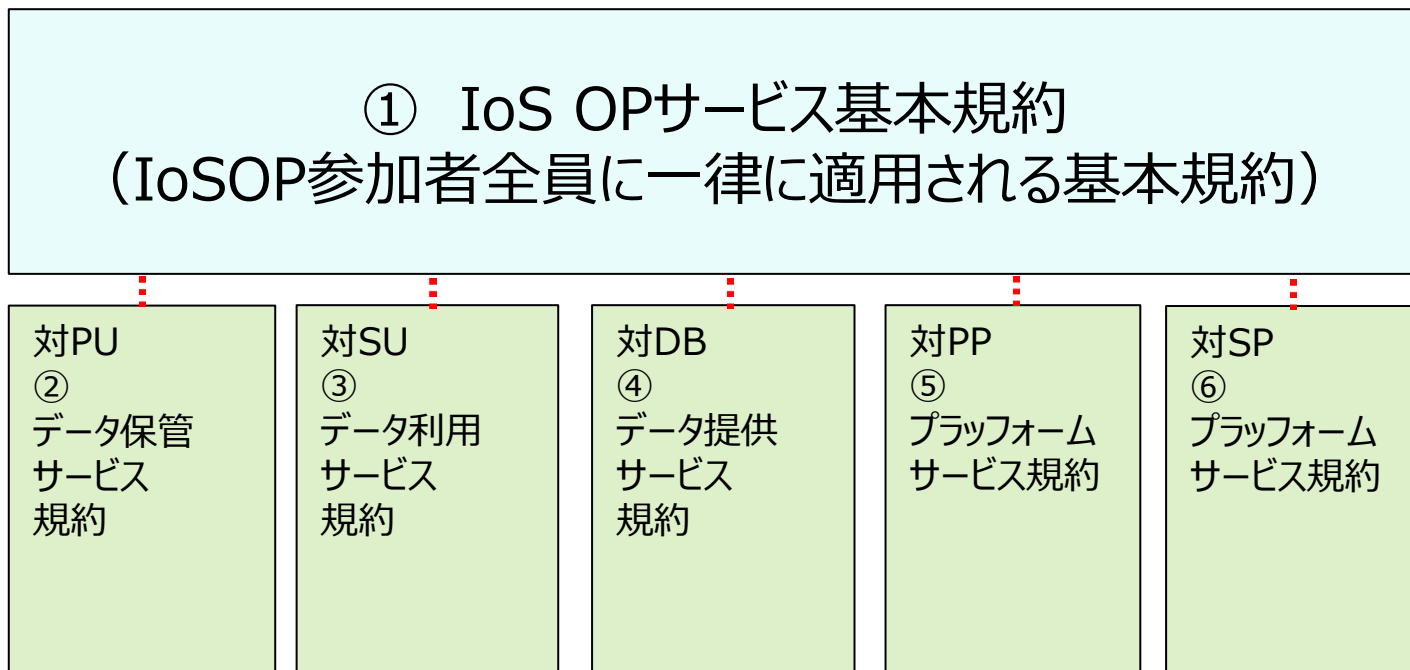 ① IoS OPサービス基本規約
（IoSOP参加者全員に一律に適用される基本規約）
対PU
②
データ保管
サービス
規約
対SU
③
データ利用
サービス
規約
対DB
④
データ提供
サービス
規約
対PP
⑤
プラッフォーム
サービス規約
対SP
⑥
プラッフォーム
サービス規約